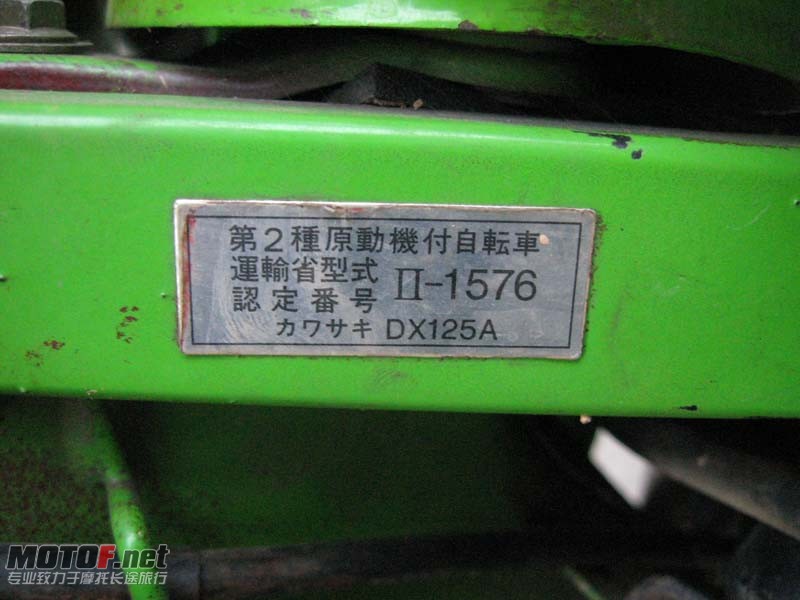 第2種原動機付自転車
運輸省型式
認定番号 II-1576
カワサキ DX125A
MOTOF.net
专业致力于摩托长途旅行